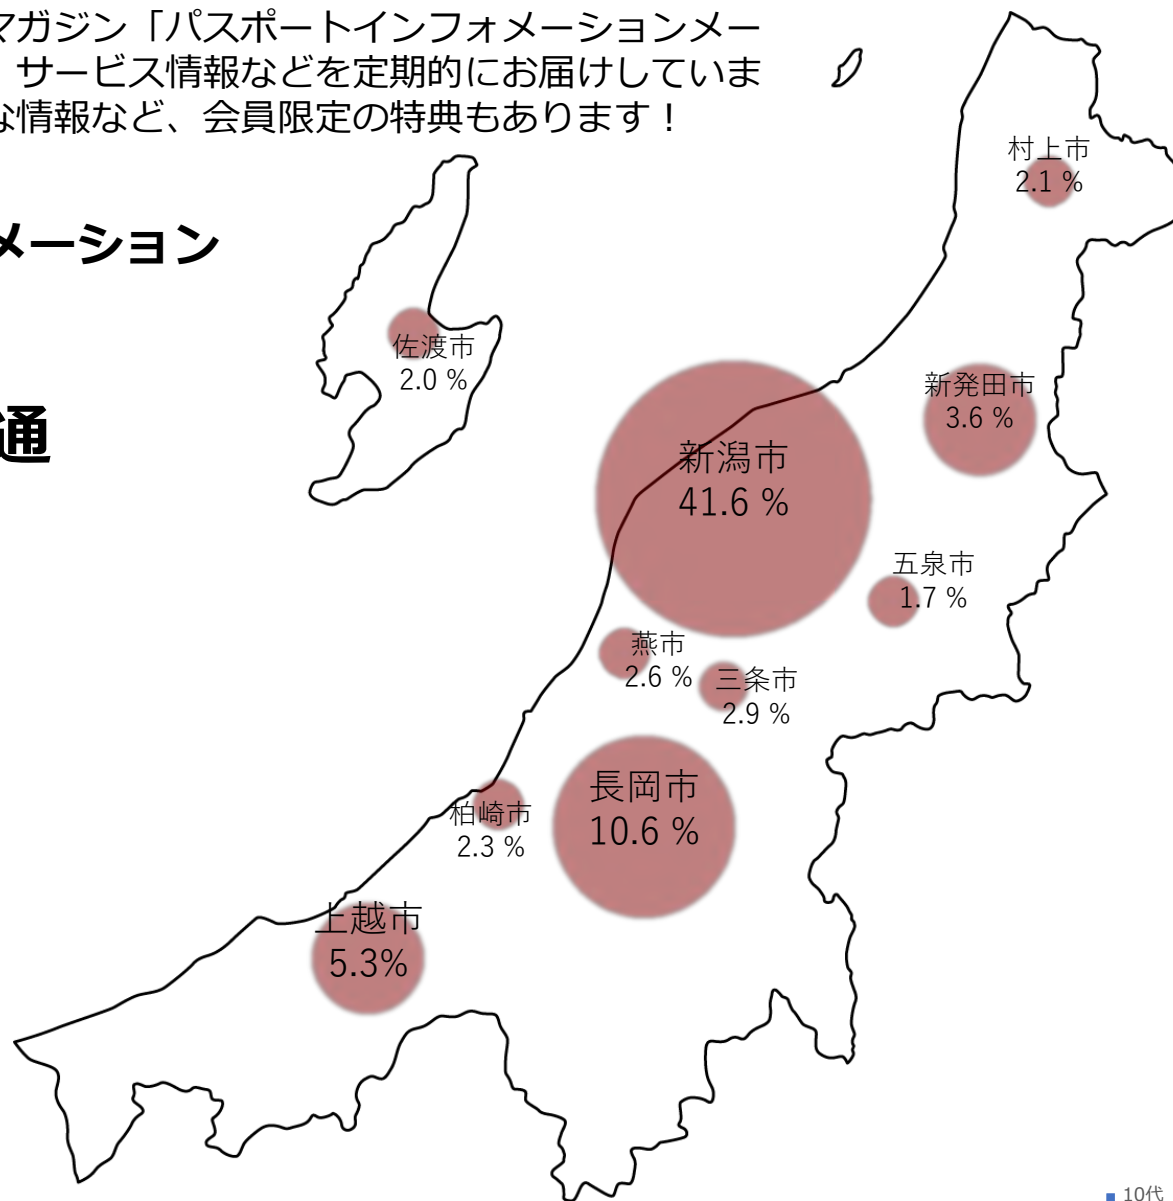 マガジン「パスポートインフォメーションメー
サービス情報などを定期的にお届けしていま
な情報など、会員限定の特典もあります！
メーション
通
村上市
2.1 %
佐渡市
2.0 %
新発田市
3.6 %
新潟市
41.6 %
五泉市
1.7 %
燕市
2.6 %
三条市
2.9 %
長岡市
10.6 %
柏崎市
2.3 %
上越市
5.3%
10代